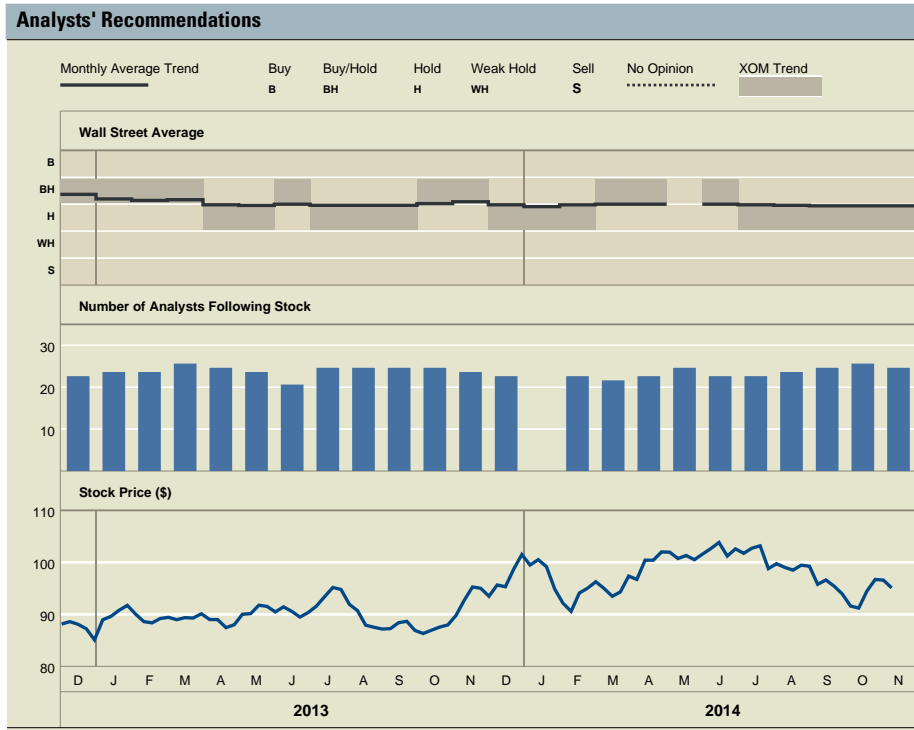 Analysts' Recommendations
Monthly Average Trend Buy Buy/Hold Hold Weak Hold Sell No Opinion XOM Trend
B BH H WH S
Wall Street Average
B
BH
H
WH
S
Number of Analysts Following Stock
30
20
10
Stock Price ($)
110
100
90
80
D J F M A M J J A S O N D J F M A M J J A S O N
2013 2014